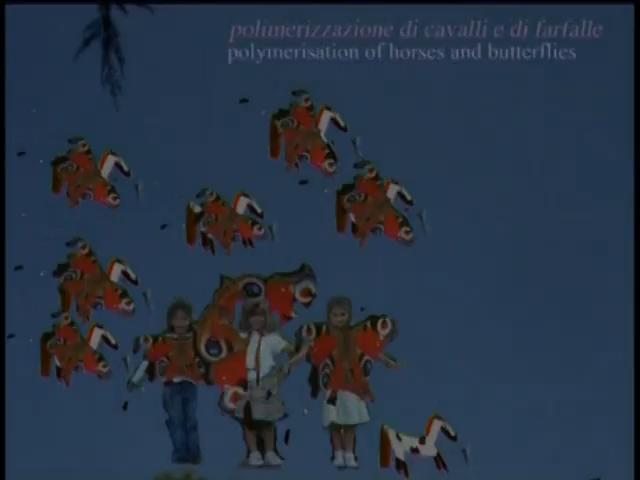 polimerizzazione di cavalli e di farfalle
polymerisation of horses and butterflies